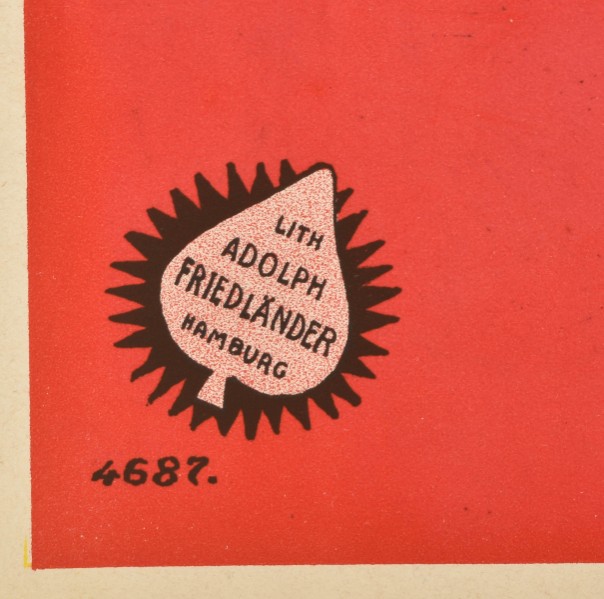 LITH
ADOLPH
FRIEDLÄNDER
HAMBURG
4687.